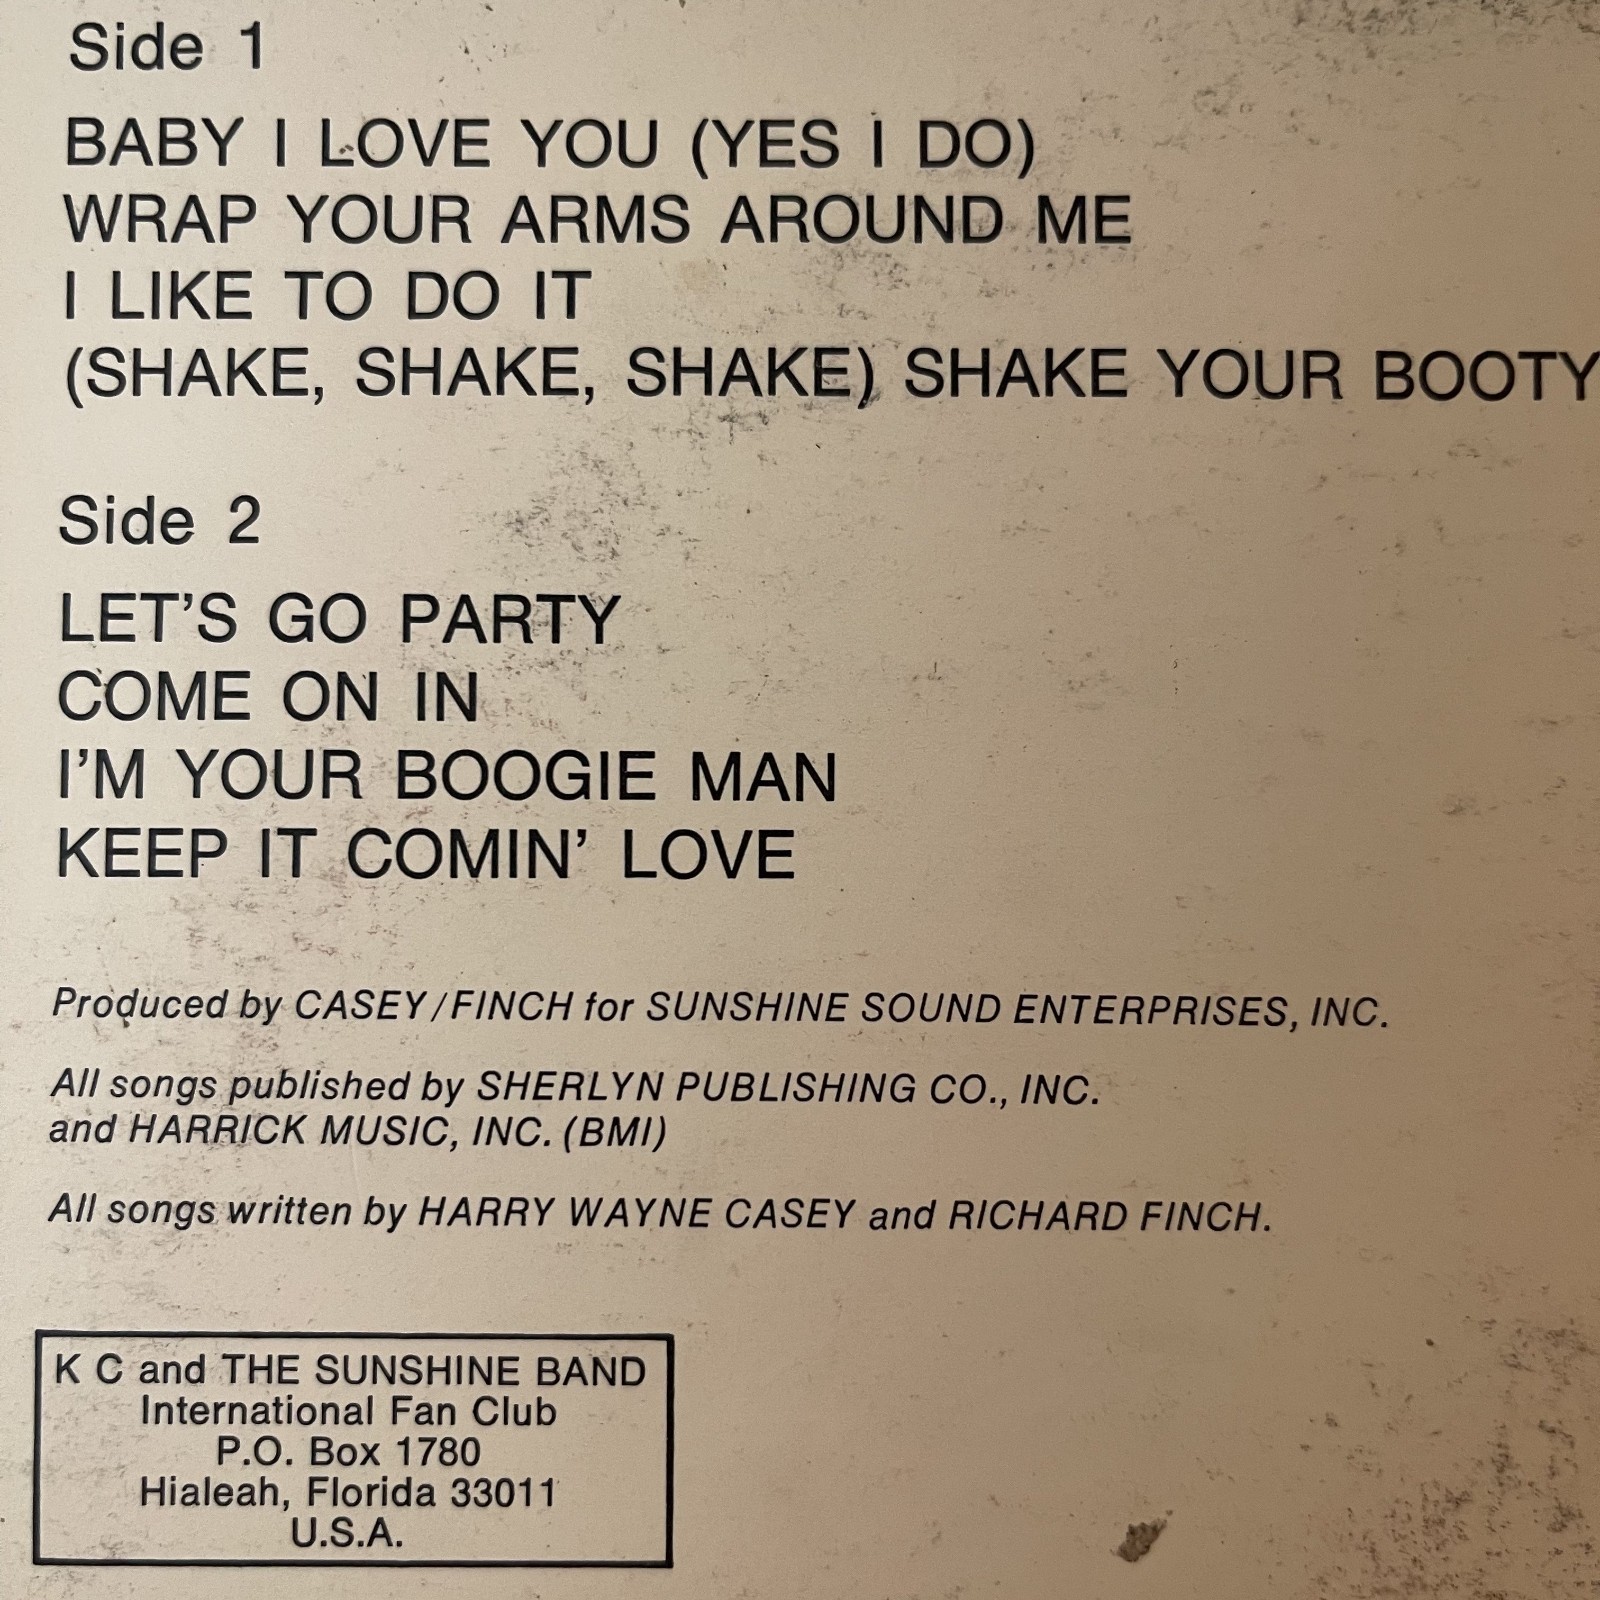 Side 1
BABY I LOVE YOU (YES I DO)
WRAP YOUR ARMS AROUND ME
I LIKE TO DO IT
(SHAKE, SHAKE, SHAKE) SHAKE YOUR BOOTY
Side 2
LET'S GO PARTY
COME ON IN
I'M YOUR BOOGIE MAN
KEEP IT COMIN' LOVE
Produced by CASEY/FINCH for SUNSHINE SOUND ENTERPRISES, INC.
All songs published by SHERLYN PUBLISHING CO., INC.
and HARRICK MUSIC, INC. (BMI)
All songs written by HARRY WAYNE CASEY and RICHARD FINCH.
K C and THE SUNSHINE BAND
International Fan Club
P.O. Box 1780
Hialeah, Florida 33011
U.S.A.